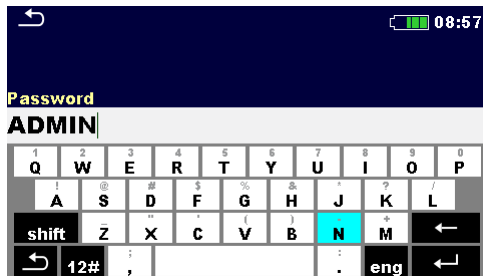 08:57
Password
ADMIN
1 2 3 4 5 6 7 8 9 0
Q W E R T Y U I O P
! @ # $ % & * ? /
A S D F G H J K L
" ' ( ) - +
shift Z X C V B N M
; :
12# , . eng